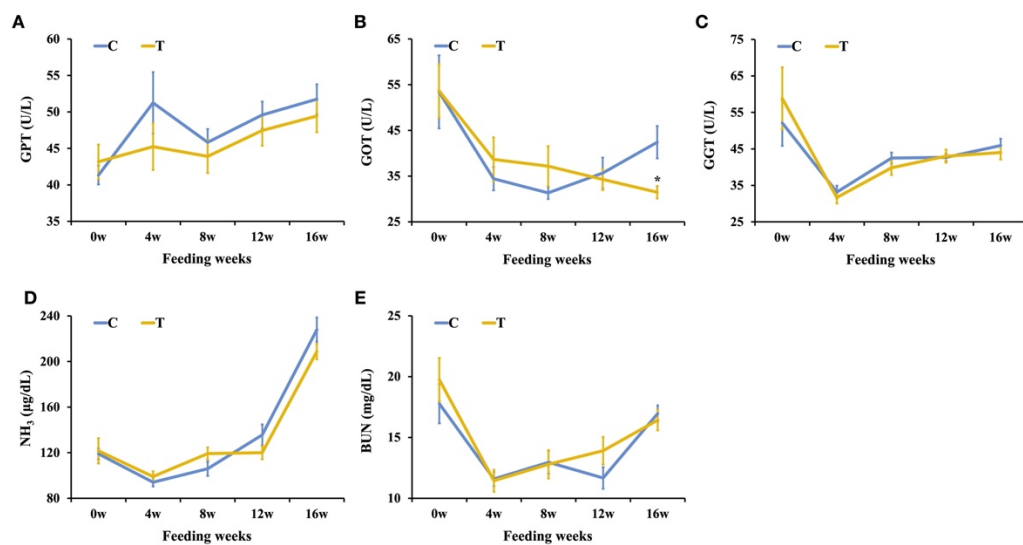 A
C T
GPT (U/L)
60
55
50
45
40
35
0w 4w 8w 12w 16w
Feeding weeks
B
C T
GOT (U/L)
65
55
45
35
25
*
0w 4w 8w 12w 16w
Feeding weeks
C
C T
GGT (U/L)
75
65
55
45
35
25
0w 4w 8w 12w 16w
Feeding weeks
D
C T
NH₃ (μg/dL)
240
200
160
120
80
0w 4w 8w 12w 16w
Feeding weeks
E
C T
BUN (mg/dL)
25
20
15
10
0w 4w 8w 12w 16w
Feeding weeks